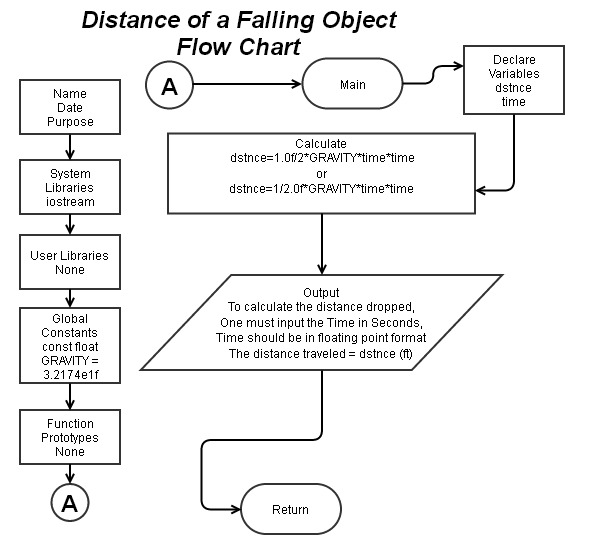 Distance of a Falling Object
Flow Chart
Name
Date
Purpose
System
Libraries
iostream
User Libraries
None
Global
Constants
const float
GRAVITY =
3.2174e1f
Function
Prototypes
None
A
A
Main
Declare
Variables
dstnce
time
Calculate
dstnce=1.0f/2*GRAVITY*time*time
or
dstnce=1/2.0f*GRAVITY*time*time
Output
To calculate the distance dropped,
One must input the Time in Seconds,
Time should be in floating point format
The distance traveled = dstnce (ft)
Return